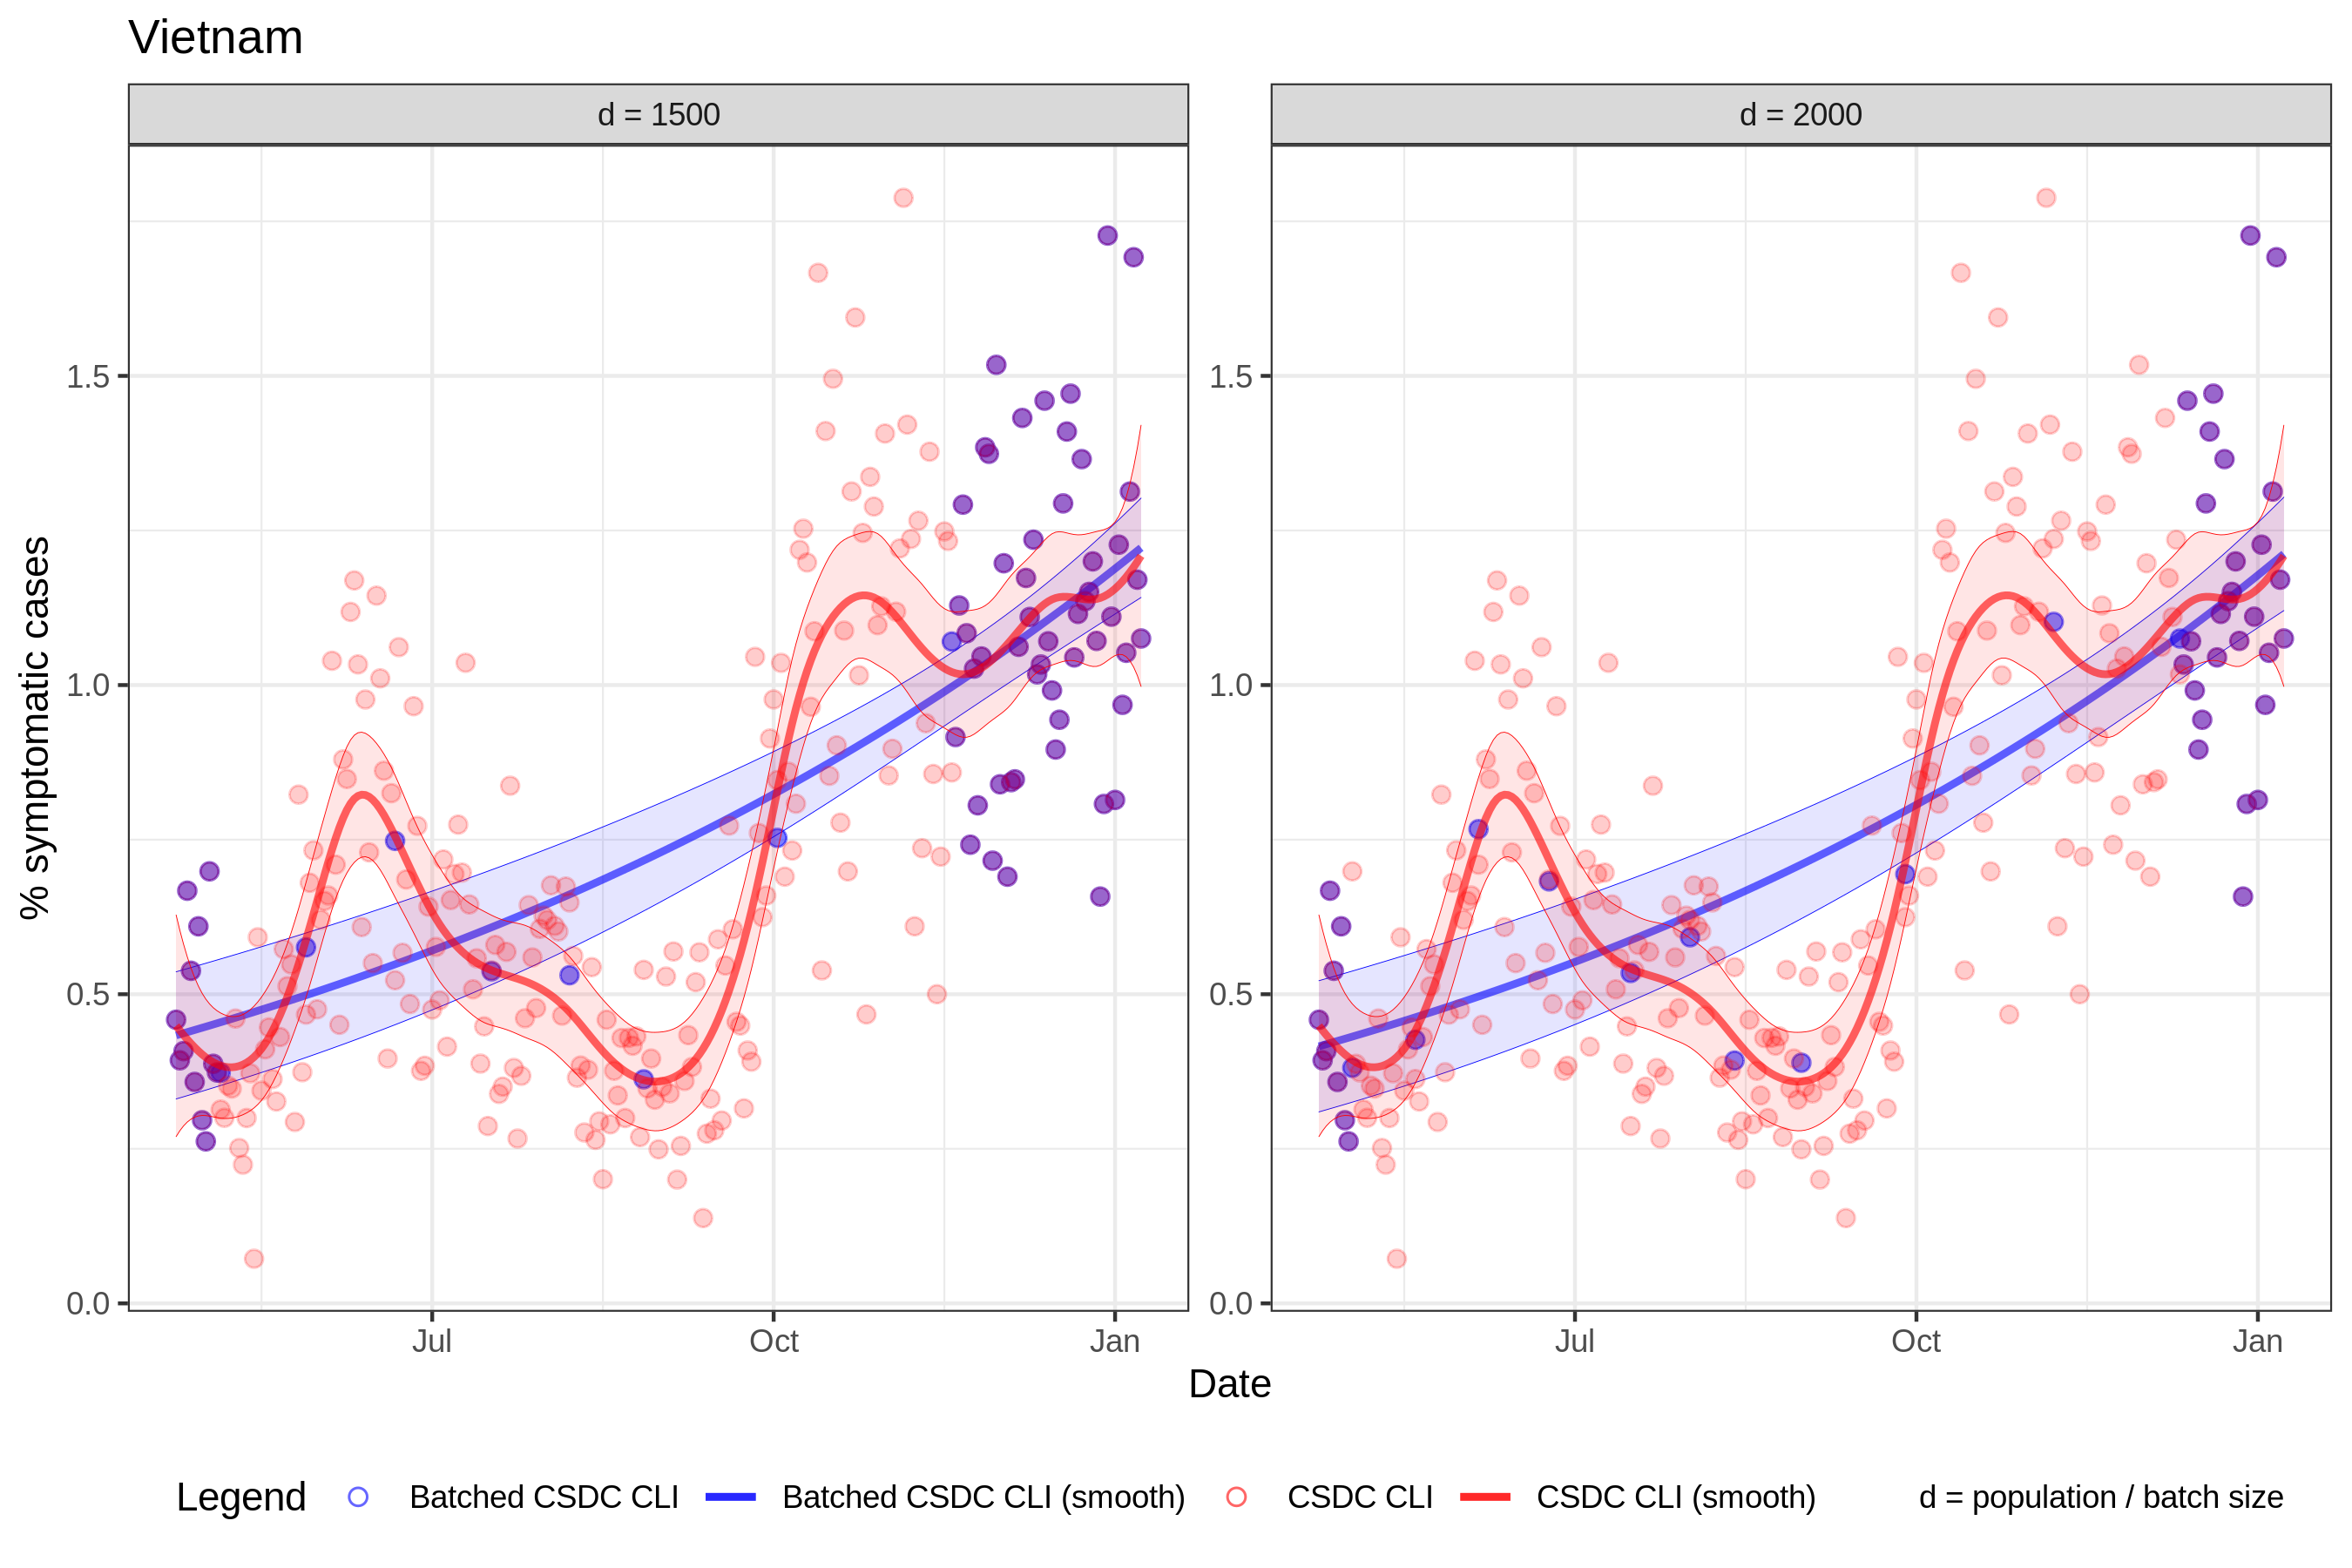 Vietnam
d = 1500
d = 2000
% symptomatic cases
1.5
1.0
0.5
0.0
1.5
1.0
0.5
0.0
Jul
Oct
Jan
Jul
Oct
Jan
Date
Legend
Batched CSDC CLI
Batched CSDC CLI (smooth)
CSDC CLI
CSDC CLI (smooth)
d = population / batch size